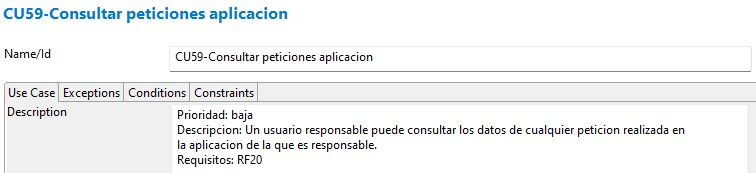 CU59-Consultar peticiones aplicacion
Name/Id
CU59-Consultar peticiones aplicacion
Use Case Exceptions Conditions Constraints
Description
Prioridad: baja
Descripcion: Un usuario responsable puede consultar los datos de cualquier peticion realizada en
la aplicacion de la que es responsable.
Requisitos: RF20